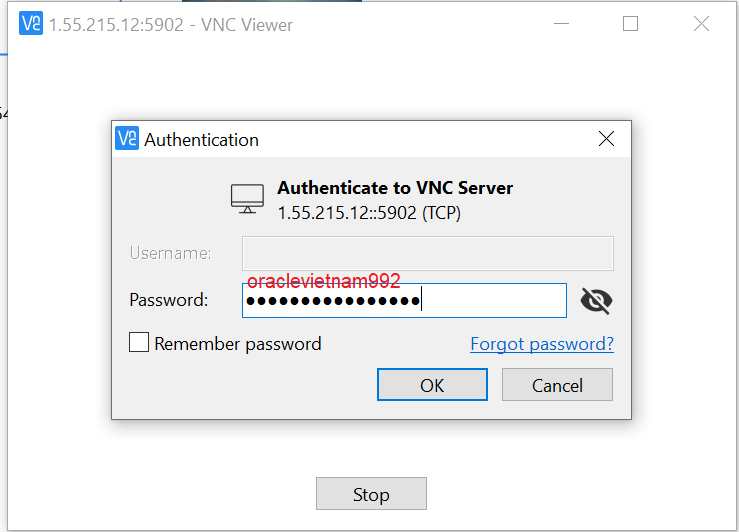 1.55.215.12:5902 - VNC Viewer
Authentication
Authenticate to VNC Server
1.55.215.12::5902 (TCP)
Username:
oraclevietnam992
Password: ●●●●●●●●●●●●●●●●
Remember password
Forgot password?
OK
Cancel
Stop